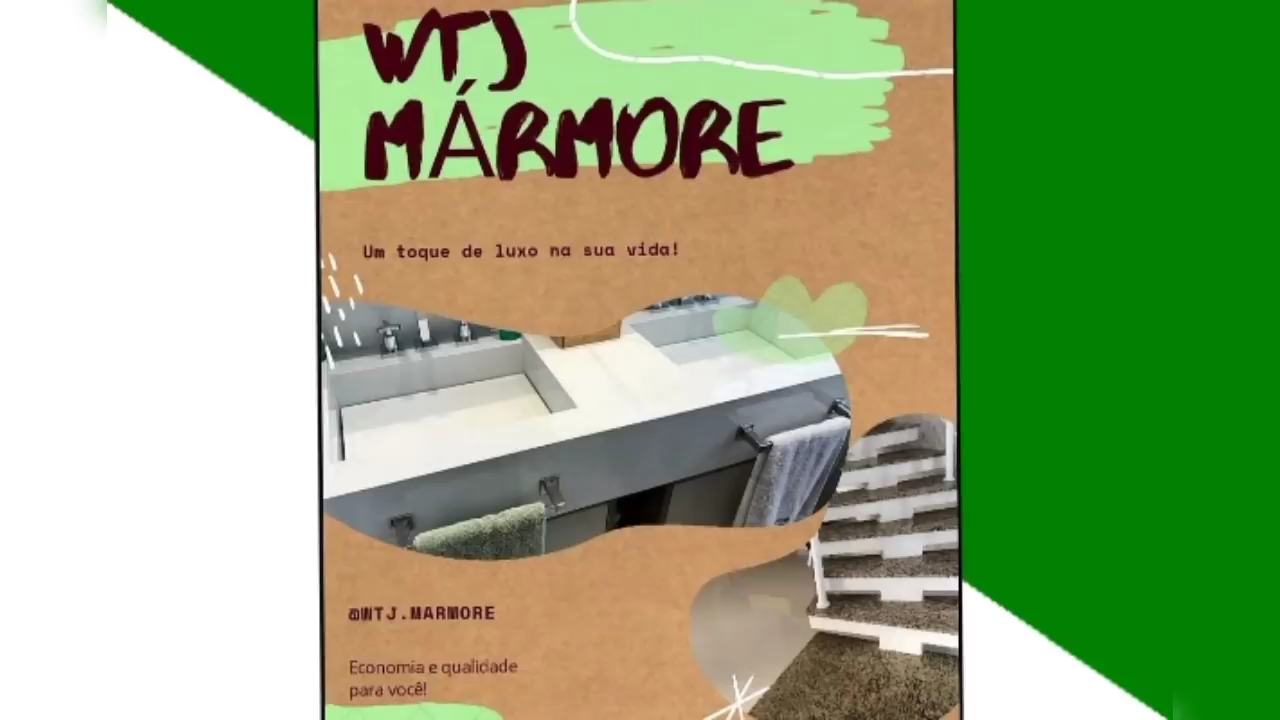 WTJ
MÁRMORE
Um toque de luxo na sua vida!
@WTJ.MARMORE
Economia e qualidade
para você!